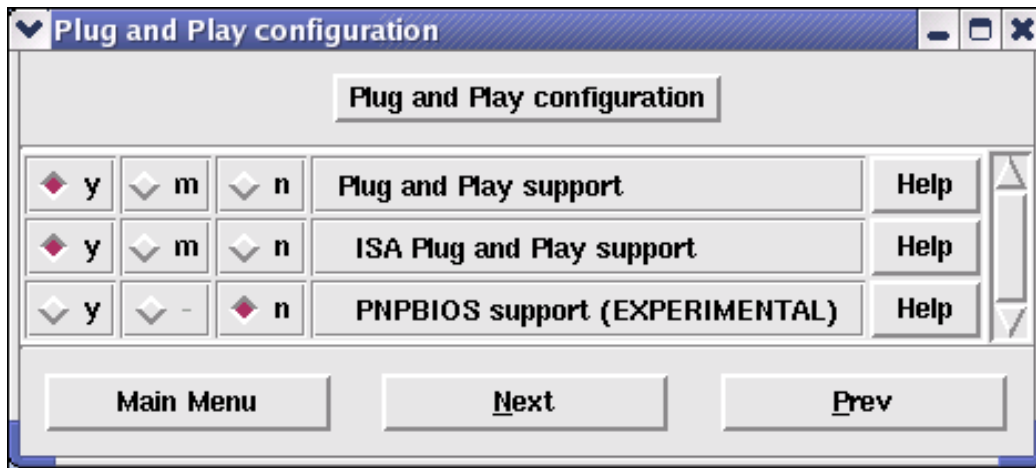 Plug and Play configuration
Plug and Play configuration
y m n Plug and Play support Help
y m n ISA Plug and Play support Help
y - n PNPBIOS support (EXPERIMENTAL) Help
Main Menu Next Prev